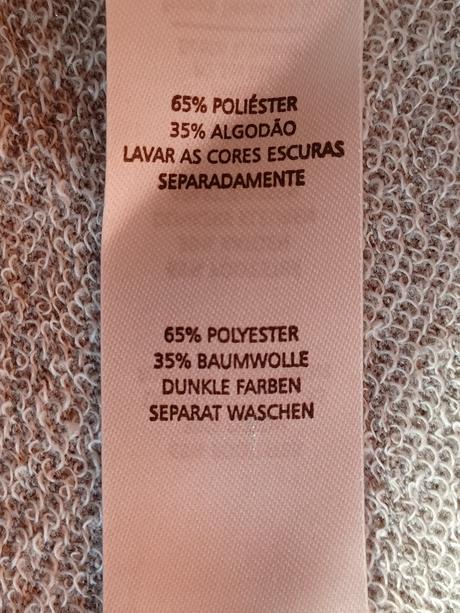 65% POLIÉSTER
35% ALGODÃO
LAVAR AS CORES ESCURAS
SEPARADAMENTE
65% POLYESTER
35% BAUMWOLLE
DUNKLE FARBEN
SEPARAT WASCHEN